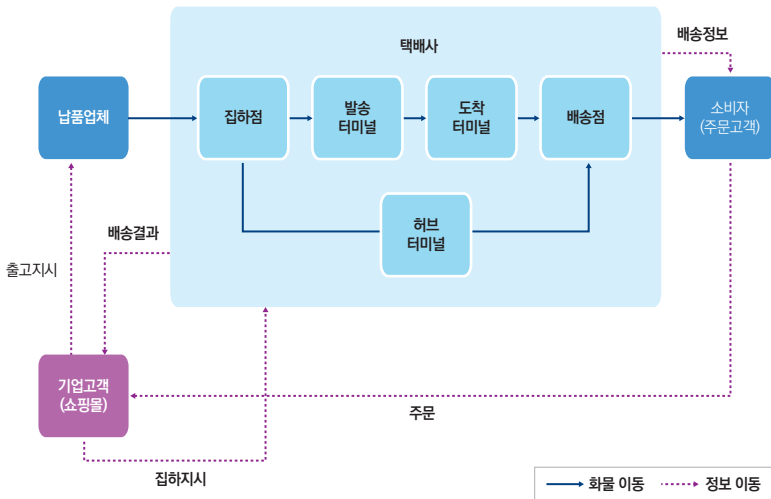 택배사
배송정보
납품업체
집하점
발송
터미널
도착
터미널
배송점
소비자
(주문고객)
허브
터미널
배송결과
출고지시
기업고객
(쇼핑몰)
주문
집하지시
화물 이동
정보 이동